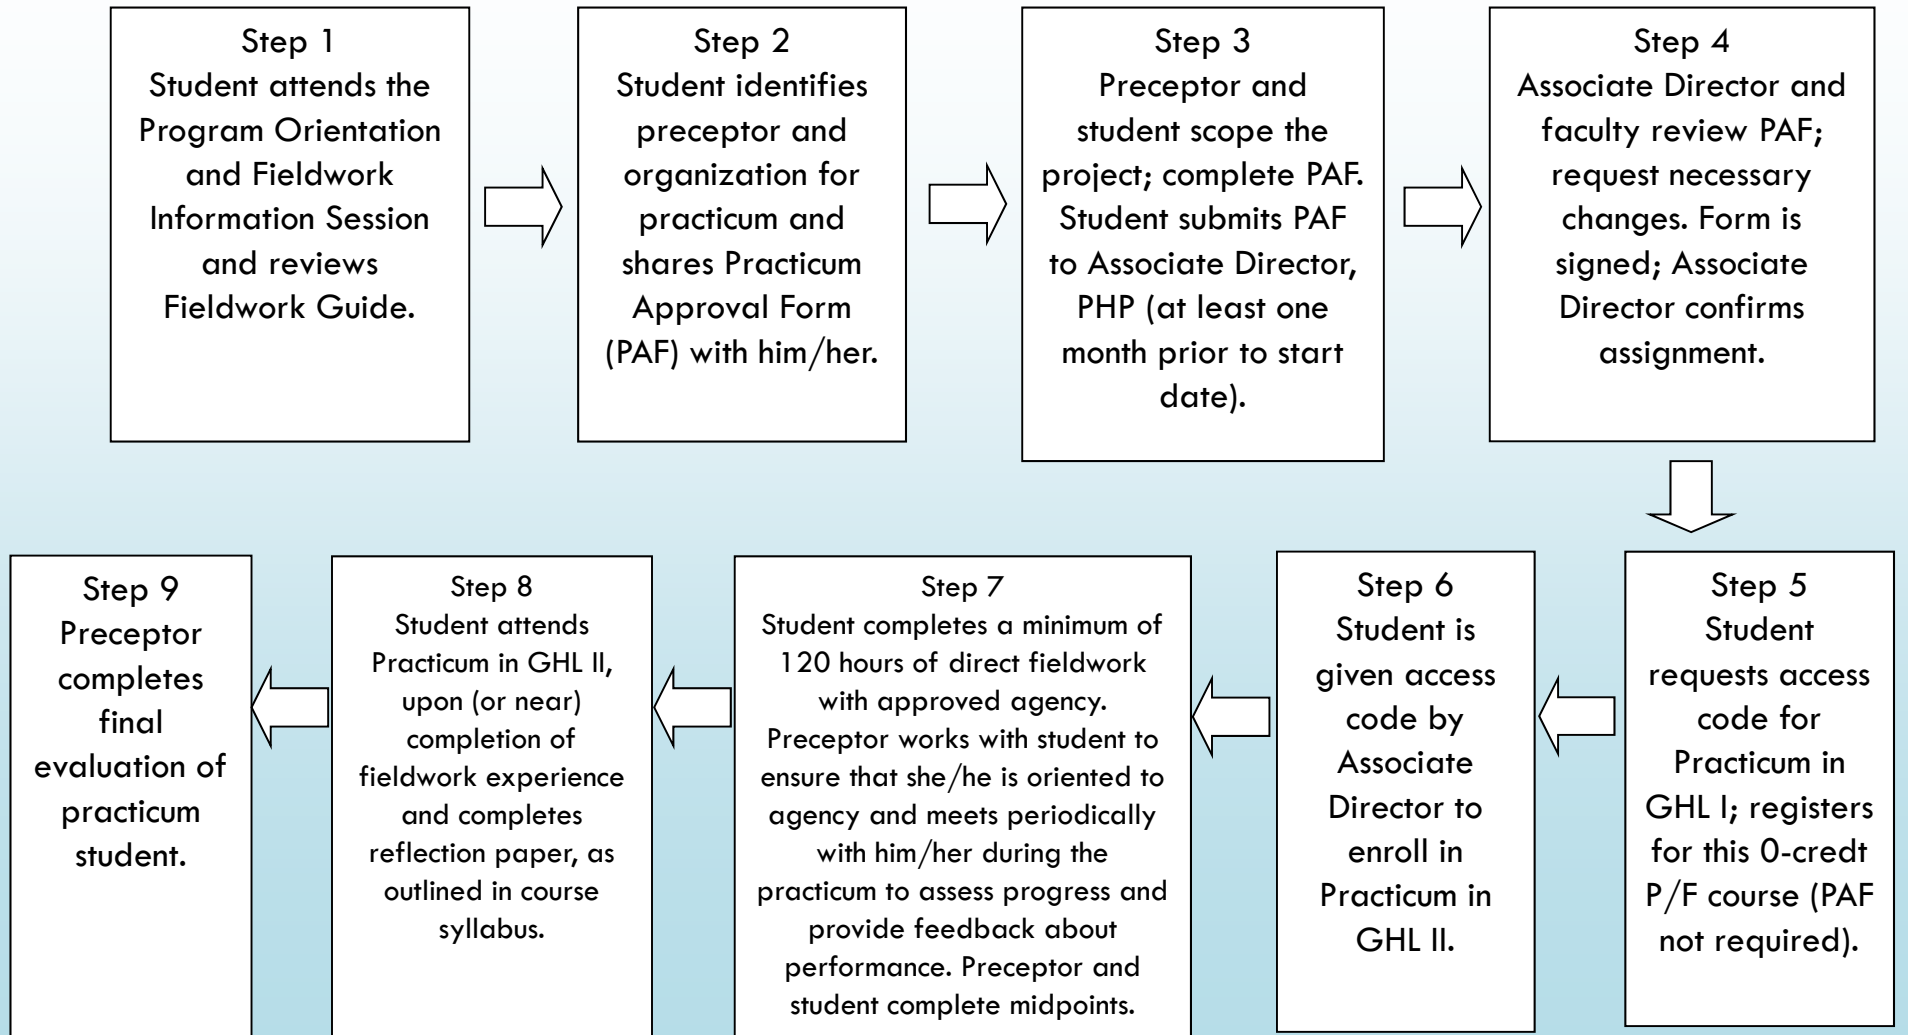 Step 1
Student attends the
Program Orientation
and Fieldwork
Information Session
and reviews
Fieldwork Guide.
Step 2
Student identifies
preceptor and
organization for
practicum and
shares Practicum
Approval Form
(PAF) with him/her.
Step 3
Preceptor and
student scope the
project; complete PAF.
Student submits PAF
to Associate Director,
PHP (at least one
month prior to start
date).
Step 4
Associate Director and
faculty review PAF;
request necessary
changes. Form is
signed; Associate
Director confirms
assignment.
Step 5
Student
requests access
code for
Practicum in
GHL I; registers
for this 0-credt
P/F course (PAF
not required).
Step 6
Student is
given access
code by
Associate
Director to
enroll in
Practicum in
GHL II.
Step 7
Student completes a minimum of
120 hours of direct fieldwork
with approved agency.
Preceptor works with student to
ensure that she/he is oriented to
agency and meets periodically
with him/her during the
practicum to assess progress and
provide feedback about
performance. Preceptor and
student complete midpoints.
Step 8
Student attends
Practicum in GHL II,
upon (or near)
completion of
fieldwork experience
and completes
reflection paper, as
outlined in course
syllabus.
Step 9
Preceptor
completes
final
evaluation of
practicum
student.